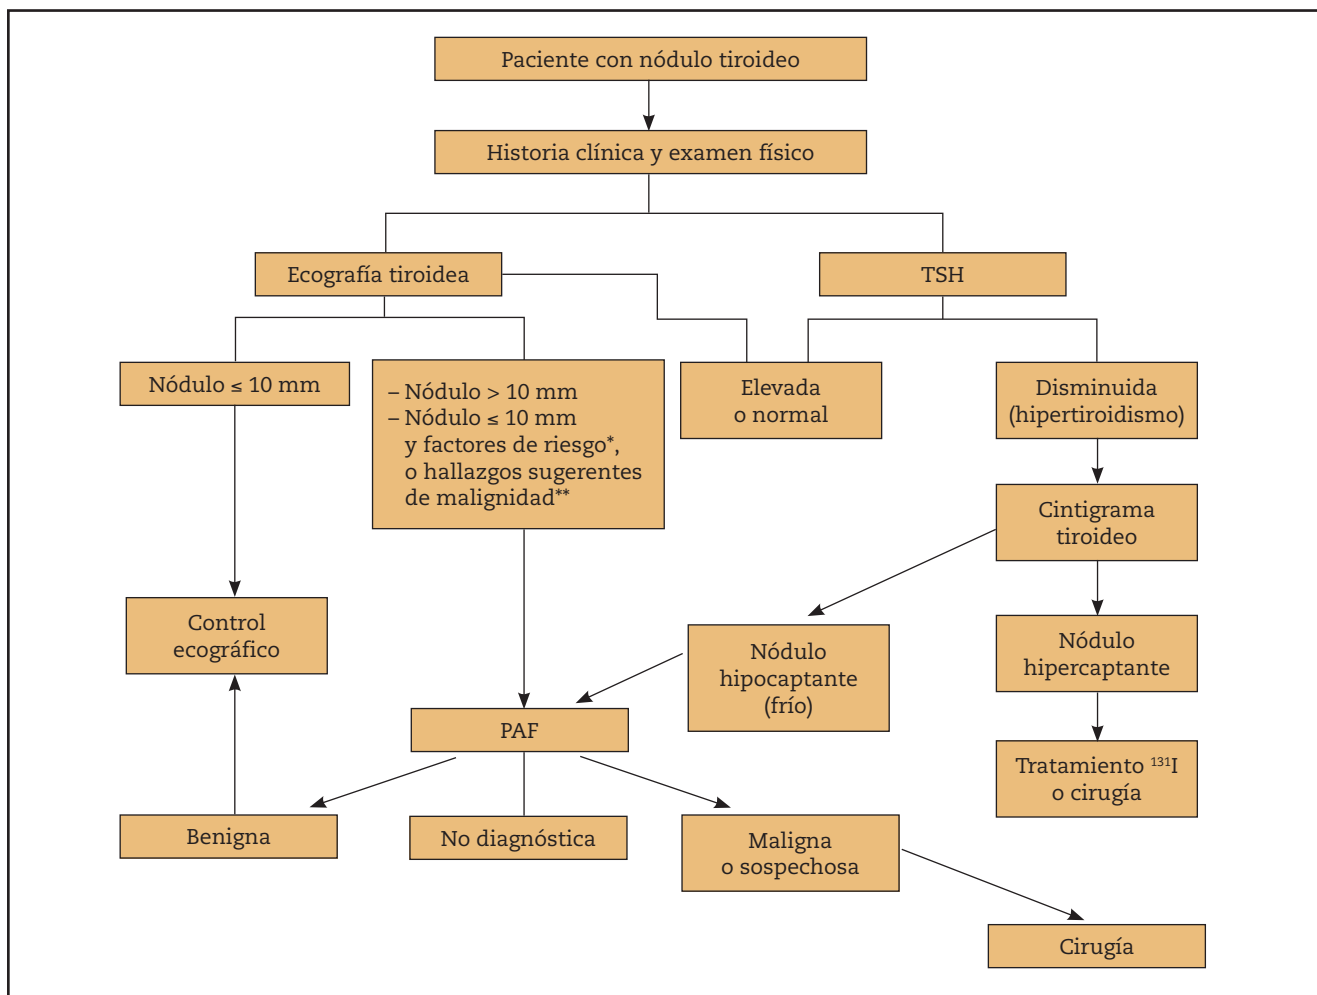 Paciente con nódulo tiroideo
Historia clínica y examen físico
Ecografía tiroidea
TSH
Nódulo ≤ 10 mm
– Nódulo > 10 mm
– Nódulo ≤ 10 mm
y factores de riesgo*,
o hallazgos sugerentes
de malignidad**
Elevada
o normal
Disminuida
(hipertiroidismo)
Cintigrama
tiroideo
Control
ecográfico
Nódulo
hipocaptante
(frío)
Nódulo
hipercaptante
PAF
Tratamiento ¹³¹I
o cirugía
Benigna
No diagnóstica
Maligna
o sospechosa
Cirugía